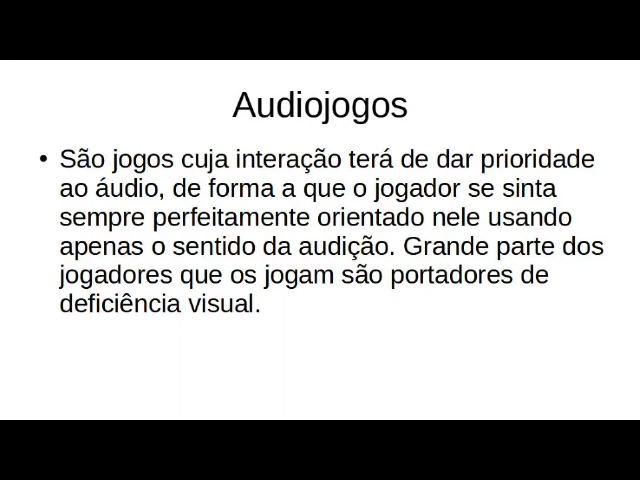 Audiojogos
• São jogos cuja interação terá de dar prioridade
ao áudio, de forma a que o jogador se sinta
sempre perfeitamente orientado nele usando
apenas o sentido da audição. Grande parte dos
jogadores que os jogam são portadores de
deficiência visual.